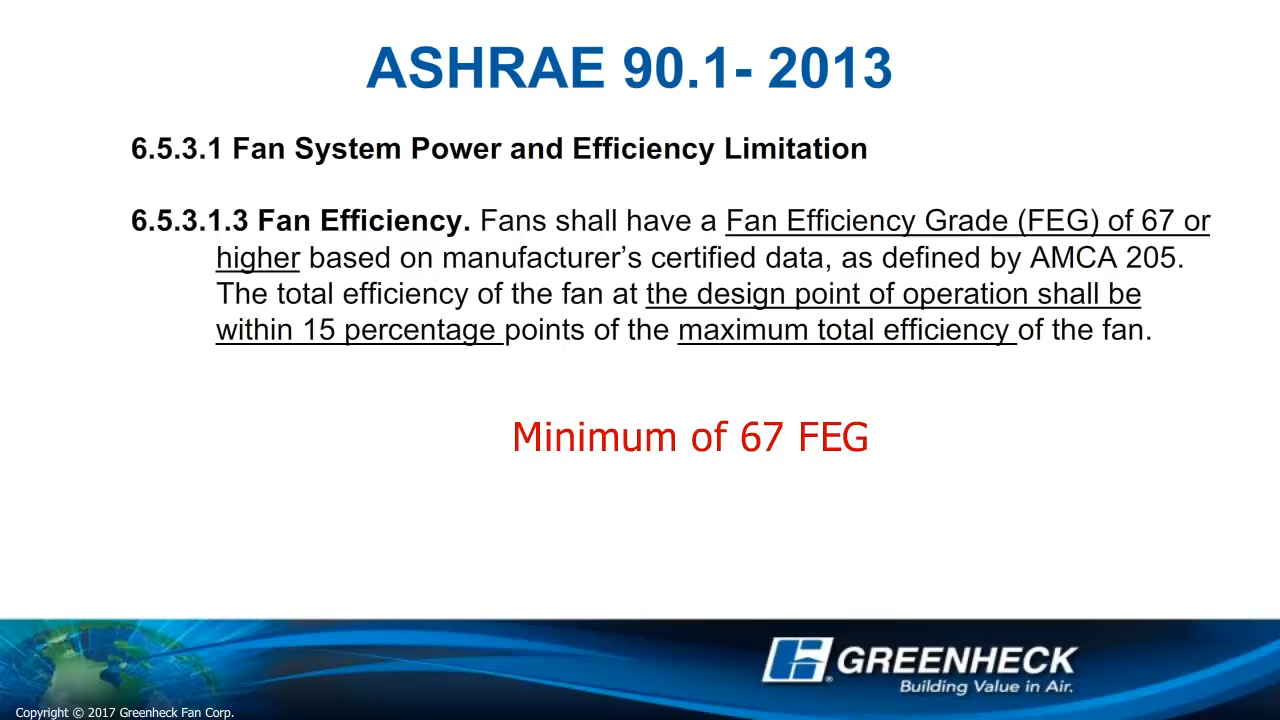 ASHRAE 90.1- 2013
6.5.3.1 Fan System Power and Efficiency Limitation
6.5.3.1.3 Fan Efficiency. Fans shall have a Fan Efficiency Grade (FEG) of 67 or
higher based on manufacturer’s certified data, as defined by AMCA 205.
The total efficiency of the fan at the design point of operation shall be
within 15 percentage points of the maximum total efficiency of the fan.
Minimum of 67 FEG
GREENHECK
Building Value in Air.
Copyright © 2017 Greenheck Fan Corp.